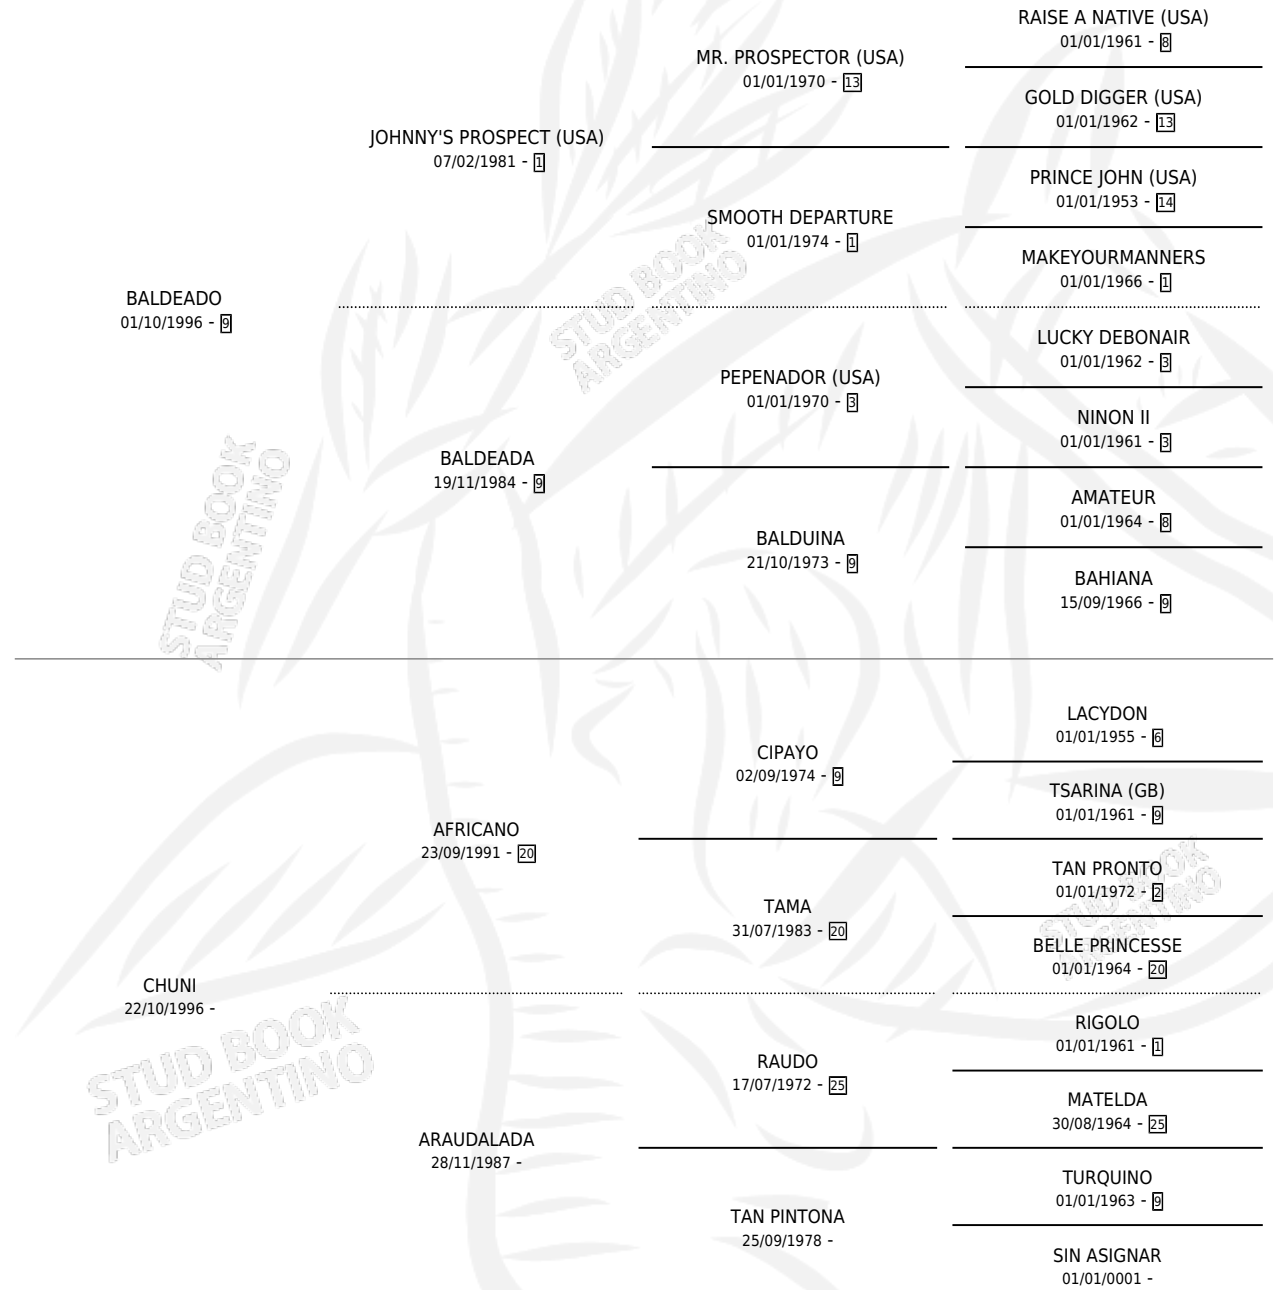 RAISE A NATIVE (USA)
01/01/1961 - 8
MR. PROSPECTOR (USA)
01/01/1970 - 13
GOLD DIGGER (USA)
01/01/1962 - 13
JOHNNY'S PROSPECT (USA)
07/02/1981 - 1
PRINCE JOHN (USA)
01/01/1953 - 14
SMOOTH DEPARTURE
01/01/1974 - 1
MAKEYOURMANNERS
01/01/1966 - 1
BALDEADO
01/10/1996 - 9
LUCKY DEBONAIR
01/01/1962 - 3
PEPENADOR (USA)
01/01/1970 - 3
NINON II
01/01/1961 - 3
BALDEADA
19/11/1984 - 9
AMATEUR
01/01/1964 - 8
BALDUINA
21/10/1973 - 9
BAHIANA
15/09/1966 - 9
LACYDON
01/01/1955 - 6
CIPAYO
02/09/1974 - 9
TSARINA (GB)
01/01/1961 - 9
AFRICANO
23/09/1991 - 20
TAN PRONTO
01/01/1972 - 2
TAMA
31/07/1983 - 20
BELLE PRINCESSE
01/01/1964 - 20
CHUNI
22/10/1996 -
RIGOLO
01/01/1961 - 1
RAUDO
17/07/1972 - 25
MATELDA
30/08/1964 - 25
ARAUDALADA
28/11/1987 -
TURQUINO
01/01/1963 - 9
TAN PINTONA
25/09/1978 -
SIN ASIGNAR
01/01/0001 -
STUD BOOK
ARGENTINO
STUD BOOK
ARGENTINO
STUD BOOK
ARGENTINO
STUD BOOK
ARGENTINO